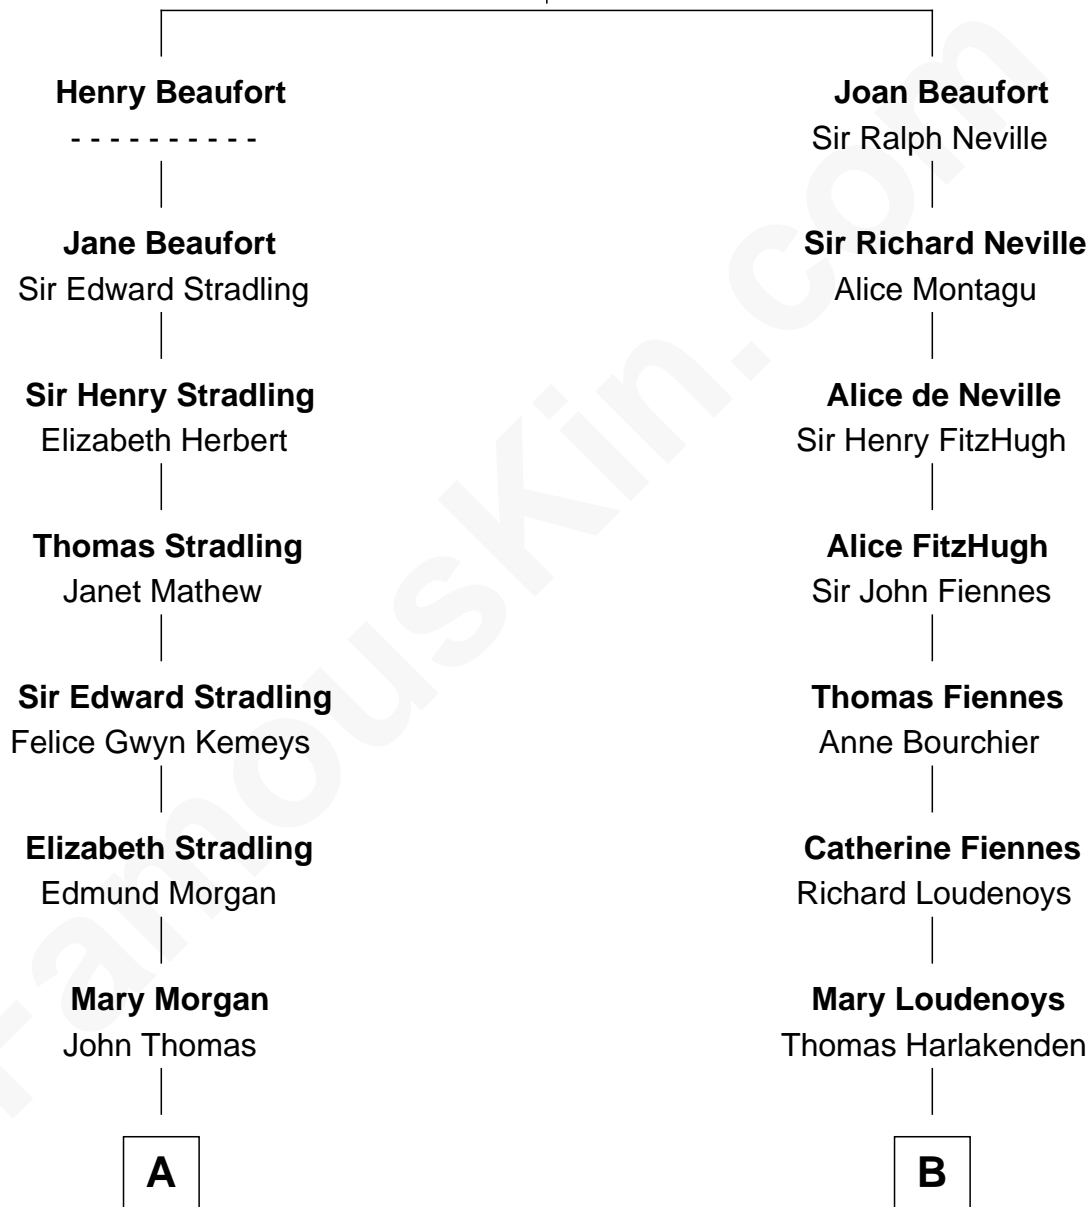 Henry Beaufort
- - - - - - - - - -
Jane Beaufort
Sir Edward Stradling
Sir Henry Stradling
Elizabeth Herbert
Thomas Stradling
Janet Mathew
Sir Edward Stradling
Felice Gwyn Kemeys
Elizabeth Stradling
Edmund Morgan
Mary Morgan
John Thomas
A
Joan Beaufort
Sir Ralph Neville
Sir Richard Neville
Alice Montagu
Alice de Neville
Sir Henry FitzHugh
Alice FitzHugh
Sir John Fiennes
Thomas Fiennes
Anne Bourchier
Catherine Fiennes
Richard Loudenoys
Mary Loudenoys
Thomas Harlakenden
B
FamousKin.com